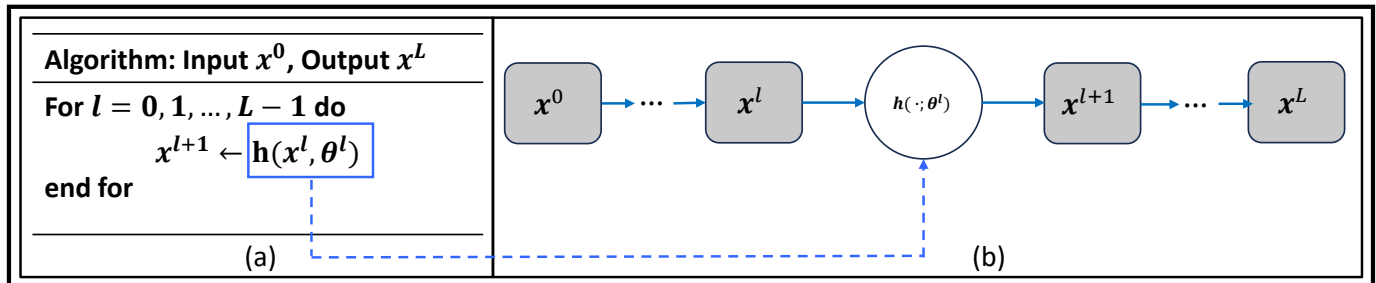 Algorithm: Input x⁰, Output xᴸ
For l = 0, 1, ..., L − 1 do
xˡ⁺¹ ← h(xˡ, θˡ)
end for
(a)
x⁰ ... xˡ h( ·; θˡ) xˡ⁺¹ ... xᴸ
(b)